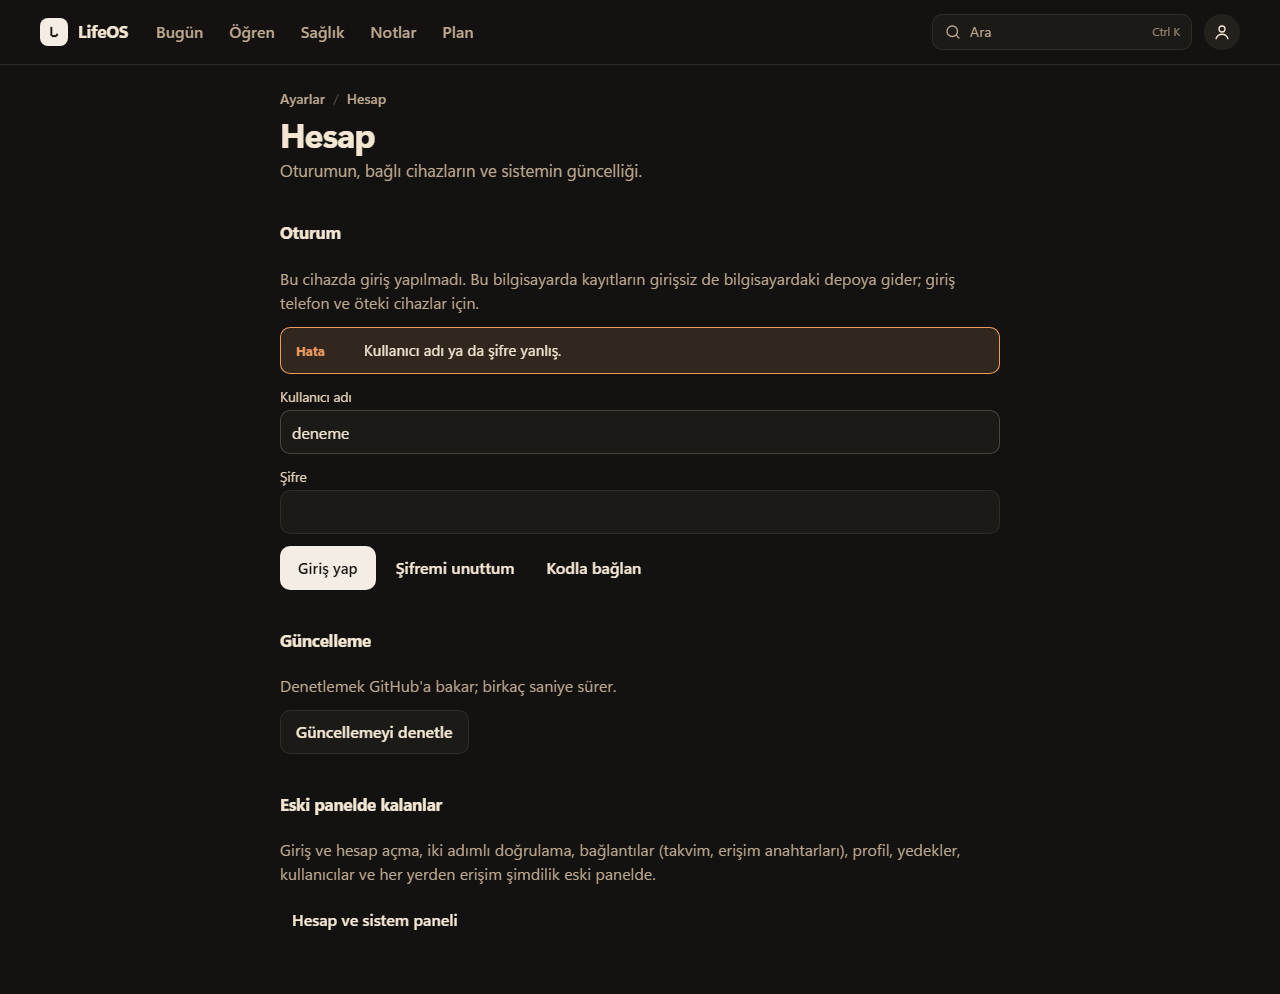 LifeOS
Bugün
Öğren
Sağlık
Notlar
Plan
Ara
Ctrl K
Ayarlar / Hesap
Hesap
Oturumun, bağlı cihazların ve sistemin güncelliği.
Oturum
Bu cihazda giriş yapılmadı. Bu bilgisayarda kayıtların girişsiz de bilgisayardaki depoya gider; giriş
telefon ve öteki cihazlar için.
Hata Kullanıcı adı ya da şifre yanlış.
Kullanıcı adı
deneme
Şifre
Giriş yap
Şifremi unuttum
Kodla bağlan
Güncelleme
Denetlemek GitHub'a bakar; birkaç saniye sürer.
Güncellemeyi denetle
Eski panelde kalanlar
Giriş ve hesap açma, iki adımlı doğrulama, bağlantılar (takvim, erişim anahtarları), profil, yedekler,
kullanıcılar ve her yerden erişim şimdilik eski panelde.
Hesap ve sistem paneli